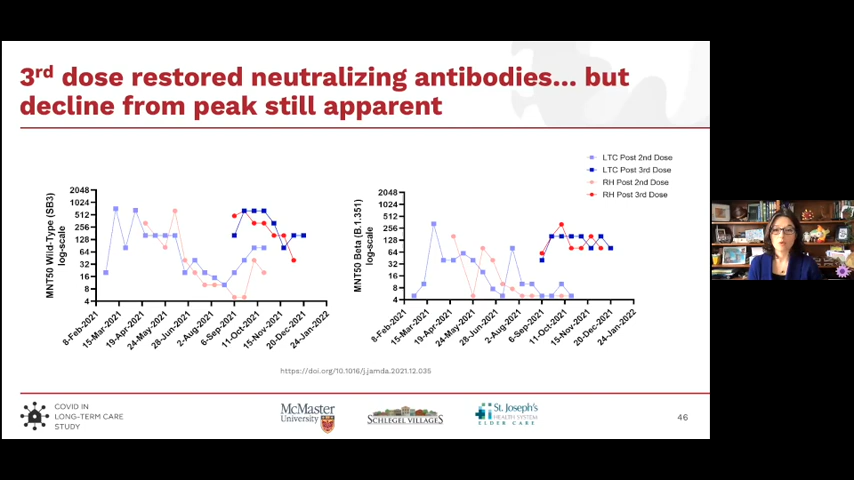 3rd dose restored neutralizing antibodies... but
decline from peak still apparent
LTC Post 2nd Dose
LTC Post 3rd Dose
RH Post 2nd Dose
RH Post 3rd Dose
MNT50 Wild-Type (SB3)
log-scale
2048
1024
512
256
128
64
32
16
8
4
8-Feb-2021
15-Mar-2021
19-Apr-2021
24-May-2021
28-Jun-2021
2-Aug-2021
6-Sep-2021
11-Oct-2021
15-Nov-2021
20-Dec-2021
24-Jan-2022
MNT50 Beta (B.1.351)
log-scale
2048
1024
512
256
128
64
32
16
8
4
8-Feb-2021
15-Mar-2021
19-Apr-2021
24-May-2021
28-Jun-2021
2-Aug-2021
6-Sep-2021
11-Oct-2021
15-Nov-2021
20-Dec-2021
24-Jan-2022
https://doi.org/10.1016/j.jamda.2021.12.035
COVID IN
LONG-TERM CARE
STUDY
McMaster
University
SCHLEGEL VILLAGES
St. Joseph's
HEALTH SYSTEM
ELDER CARE
46